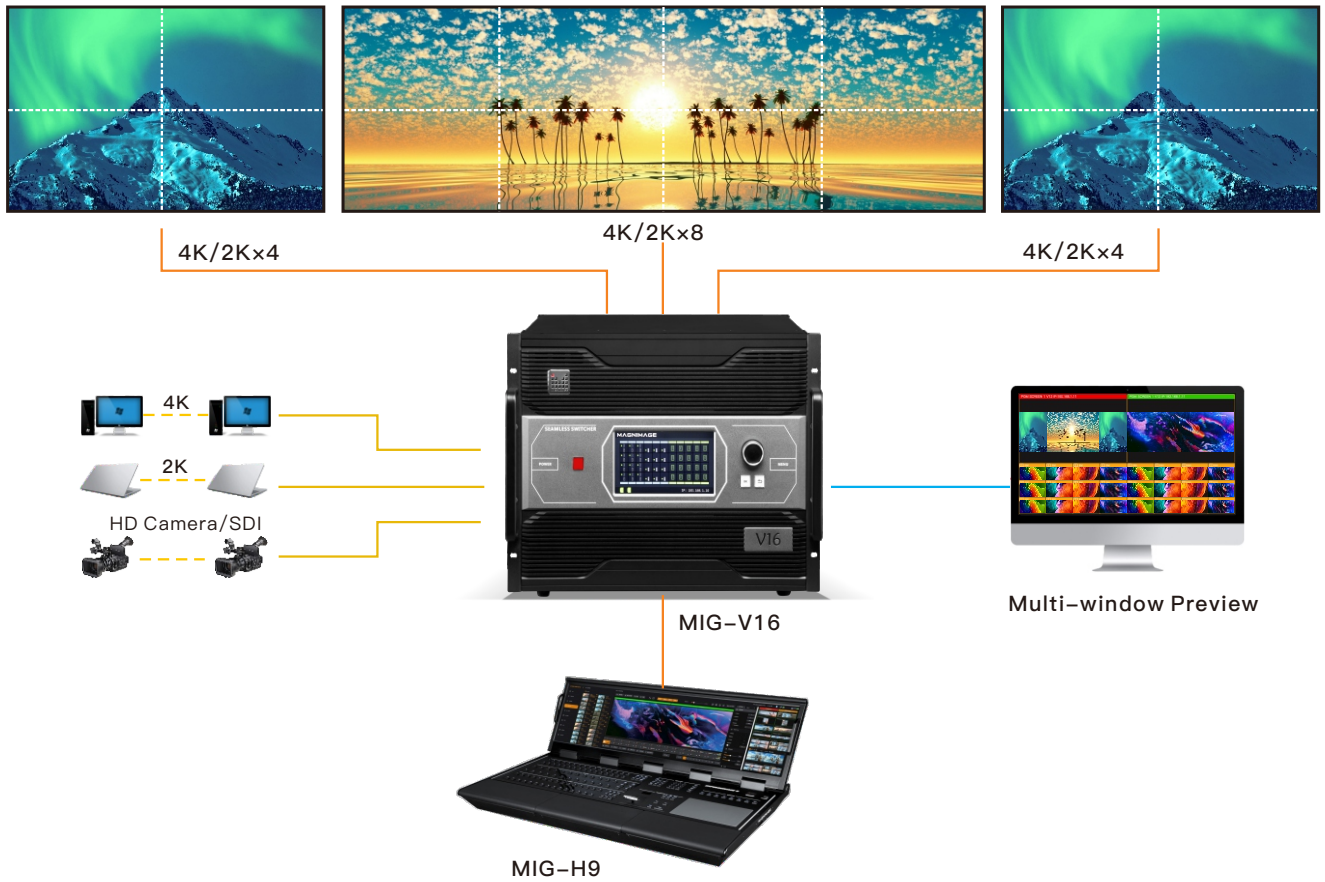 4K/2K×4
4K/2K×8
4K/2K×4
4K
2K
HD Camera/SDI
SEAMLESS SWITCHER
MAGNIMAGE
POWER
V16
MIG–V16
Multi–window Preview
MIG–H9